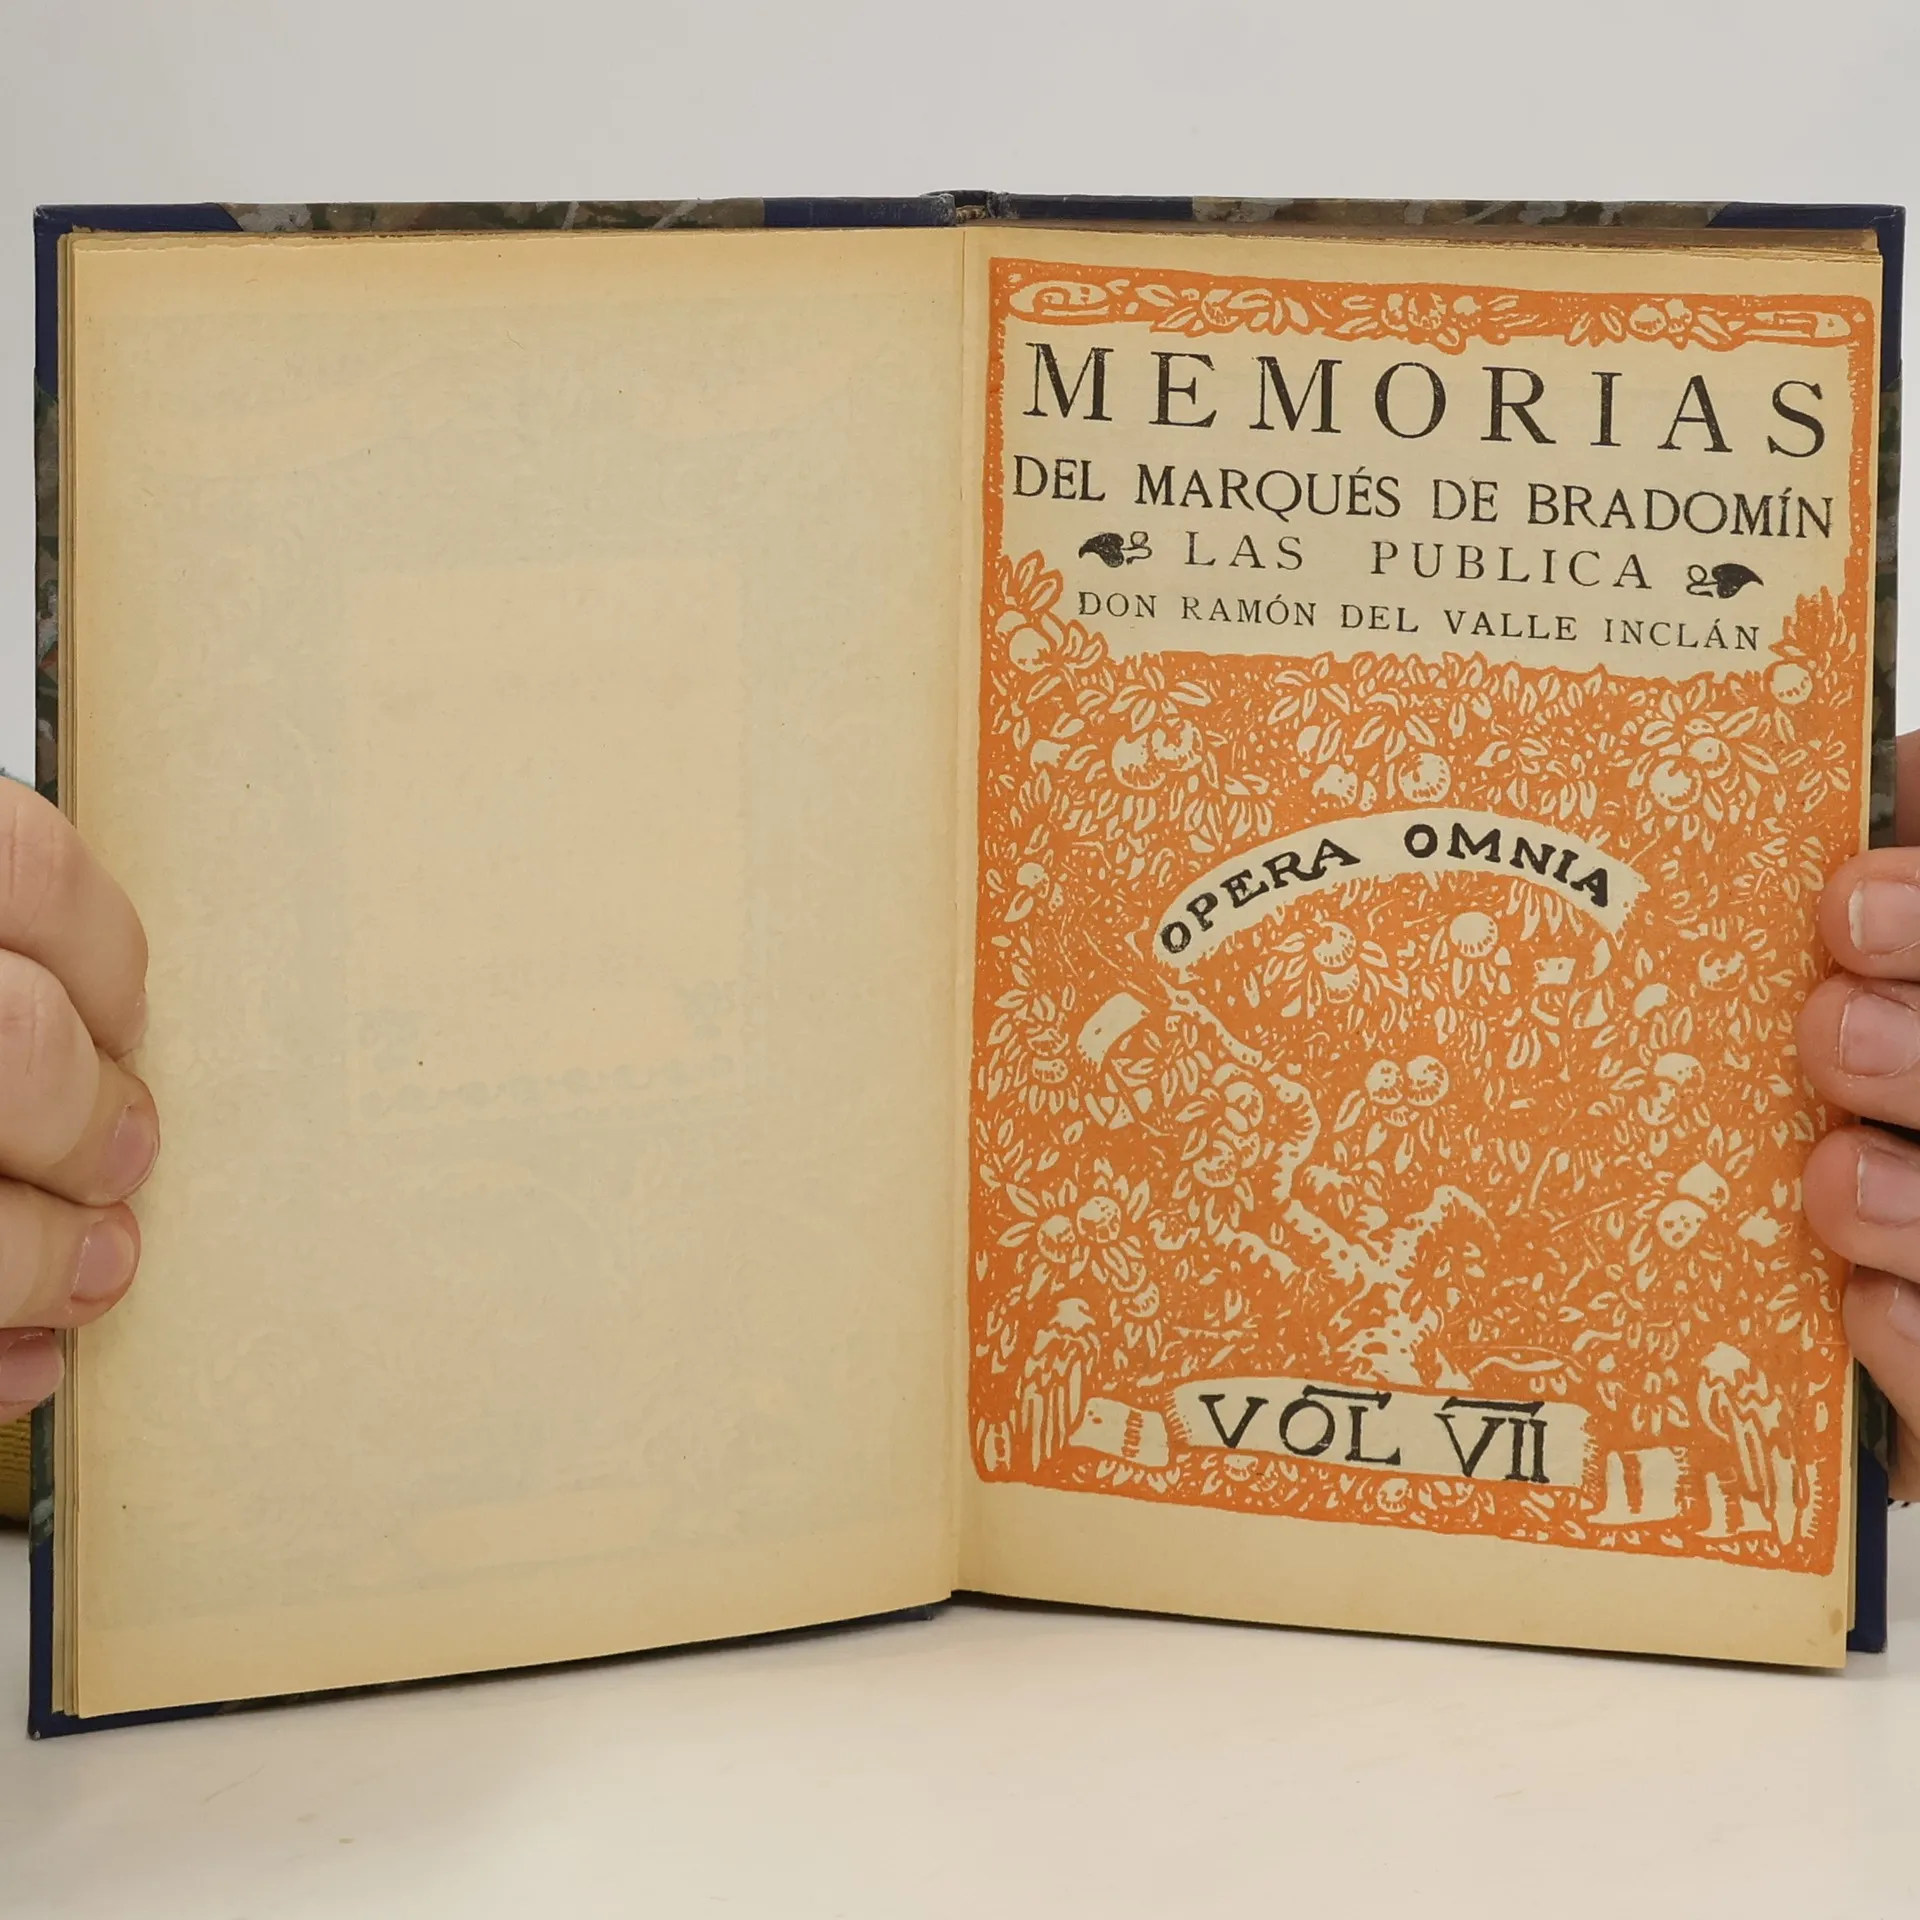 MEMORIAS
DEL MARQUÉS DE BRADOMÍN
LAS PUBLICA
DON RAMÓN DEL VALLE INCLÁN
OPERA OMNIA
VOL VII